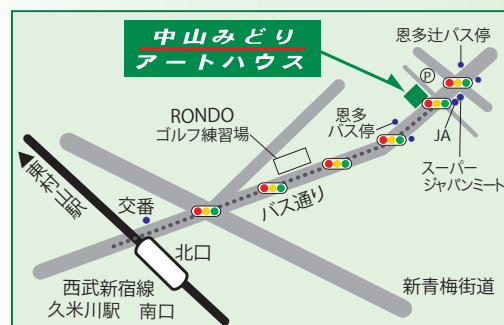 中山みどり
アートハウス
恩多辻バス停
P
恩多
バス停
JA
スーパー
ジャパンミート
RONDO
ゴルフ練習場
バス通り
東村山駅
交番
北口
西武新宿線
久米川駅 南口
新青梅街道